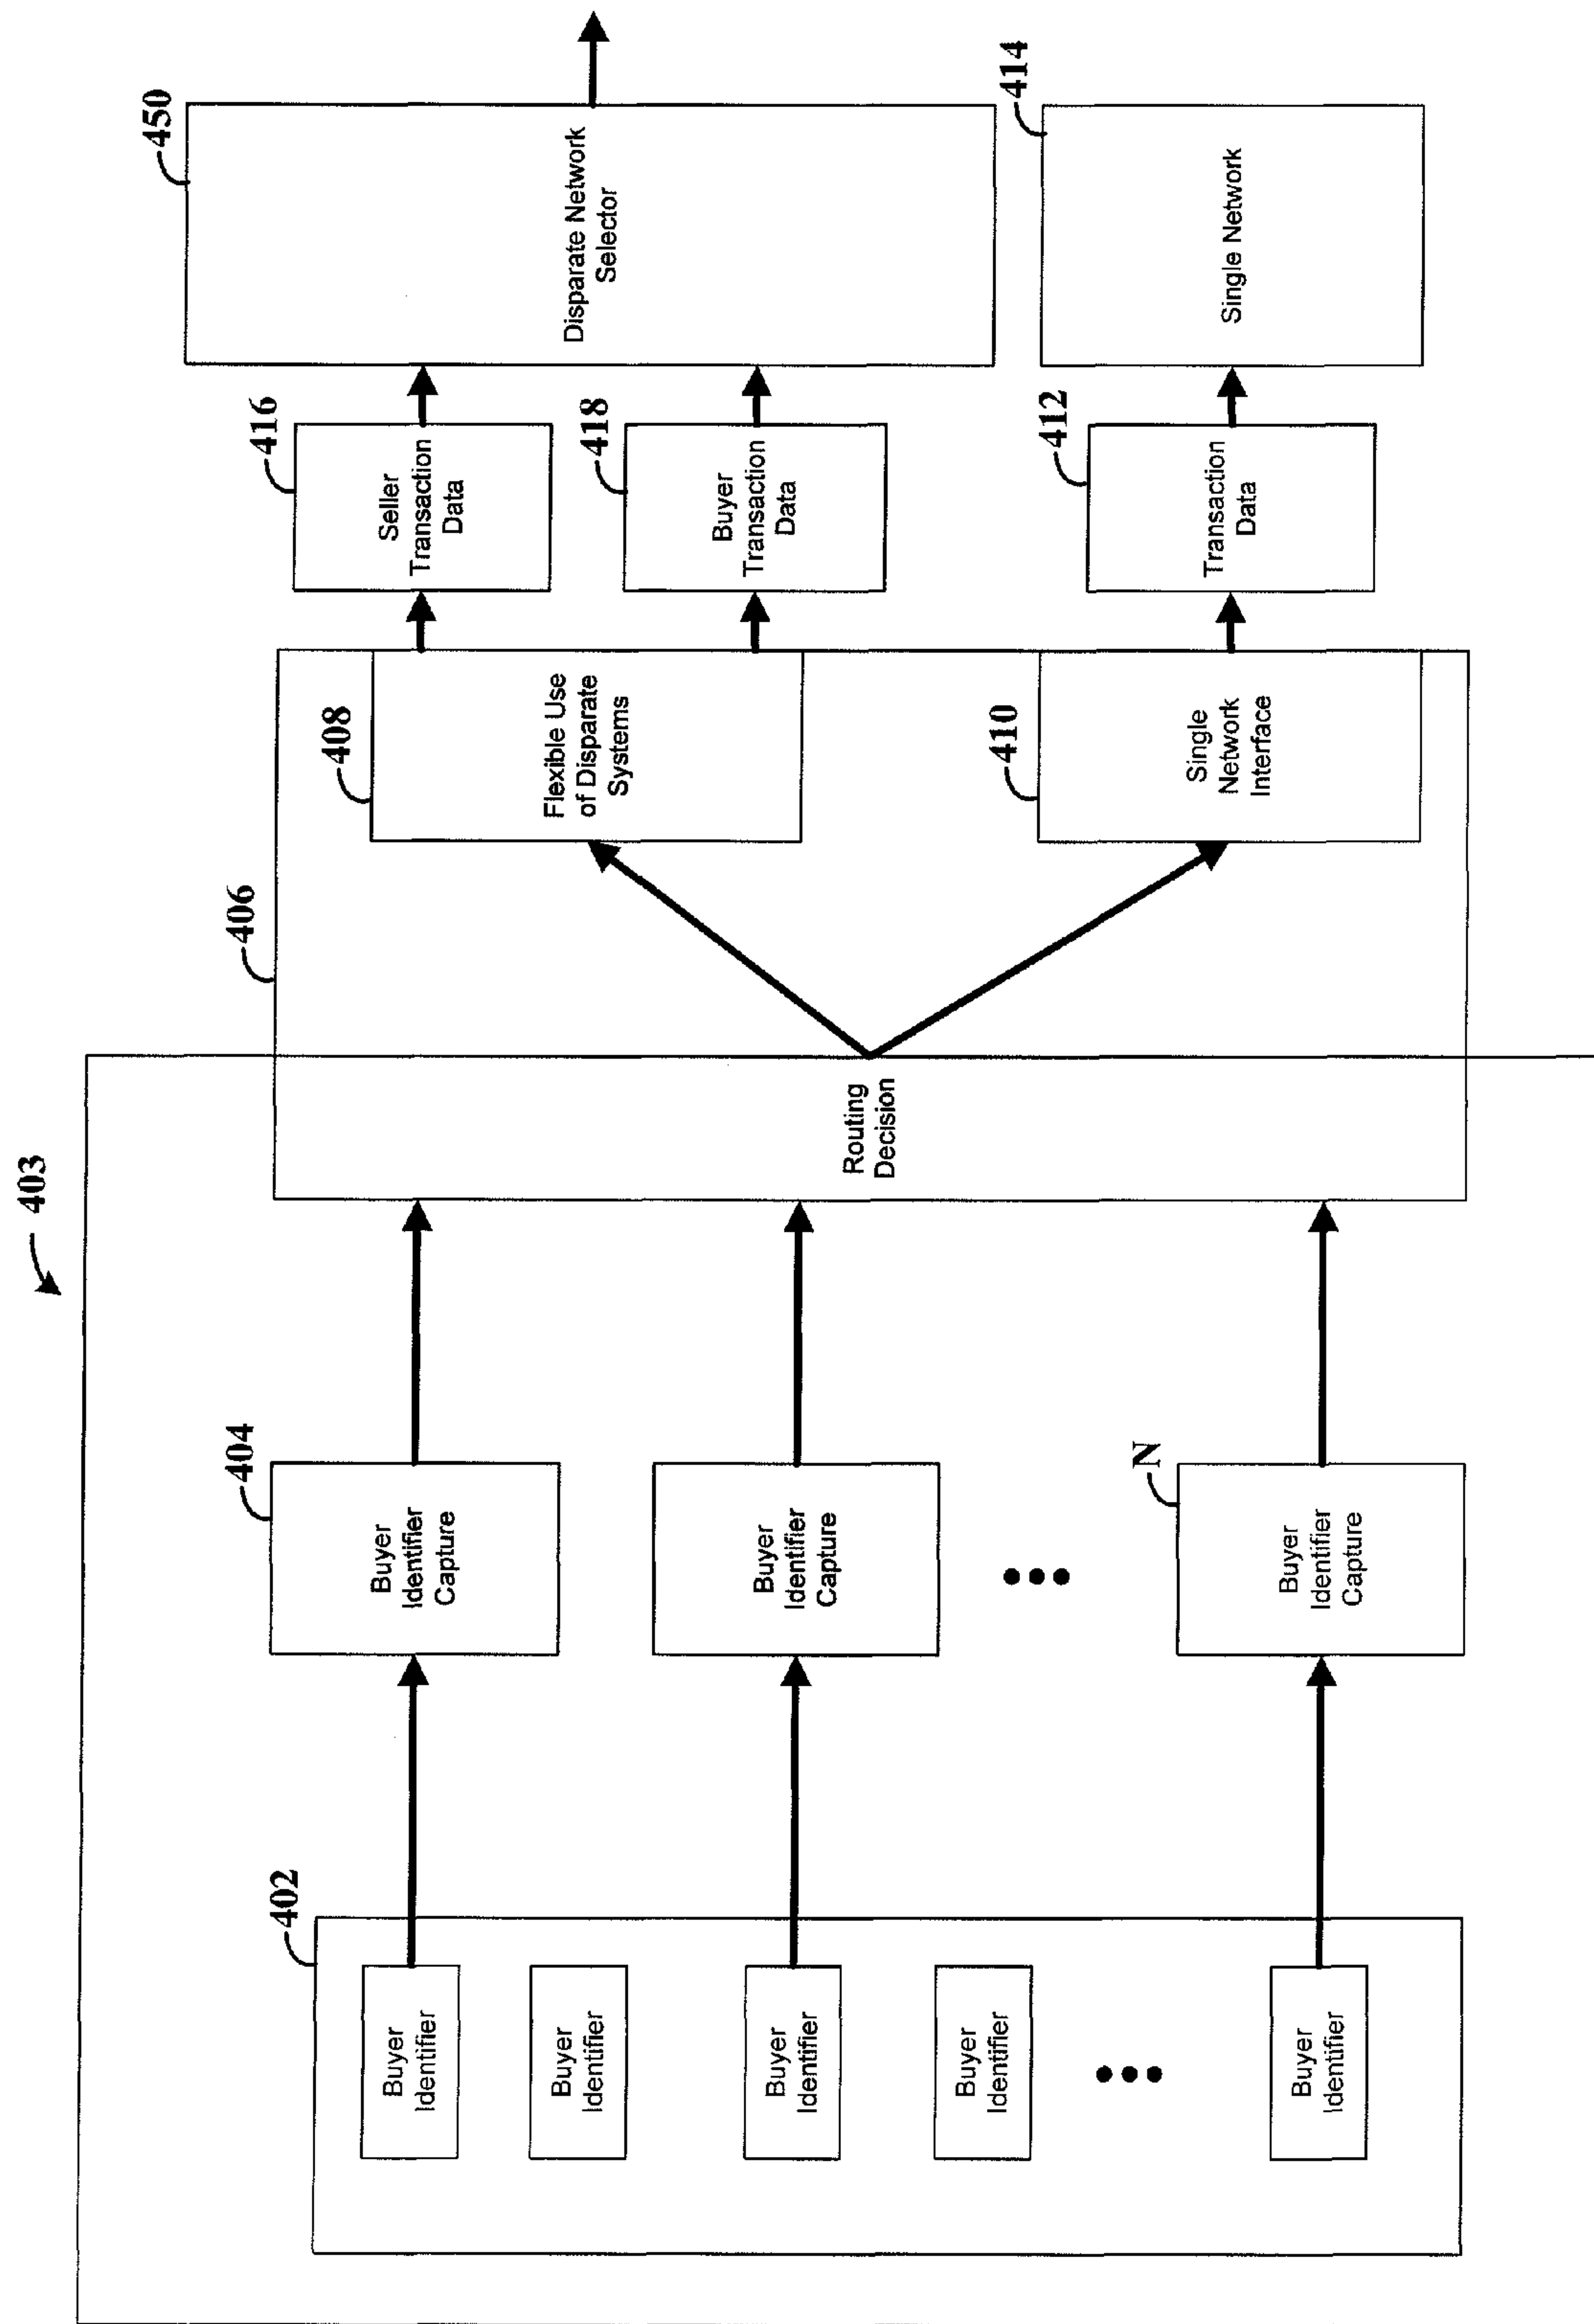 403
402
Buyer
Identifier
Buyer
Identifier
Buyer
Identifier
Buyer
Identifier
Buyer
Identifier
404
Buyer
Identifier
Capture
Buyer
Identifier
Capture
N
Buyer
Identifier
Capture
406
Routing
Decision
408
Flexible Use
of Disparate
Systems
410
Single
Network
Interface
416
Seller
Transaction
Data
418
Buyer
Transaction
Data
412
Transaction
Data
450
Disparate Network
Selector
414
Single Network